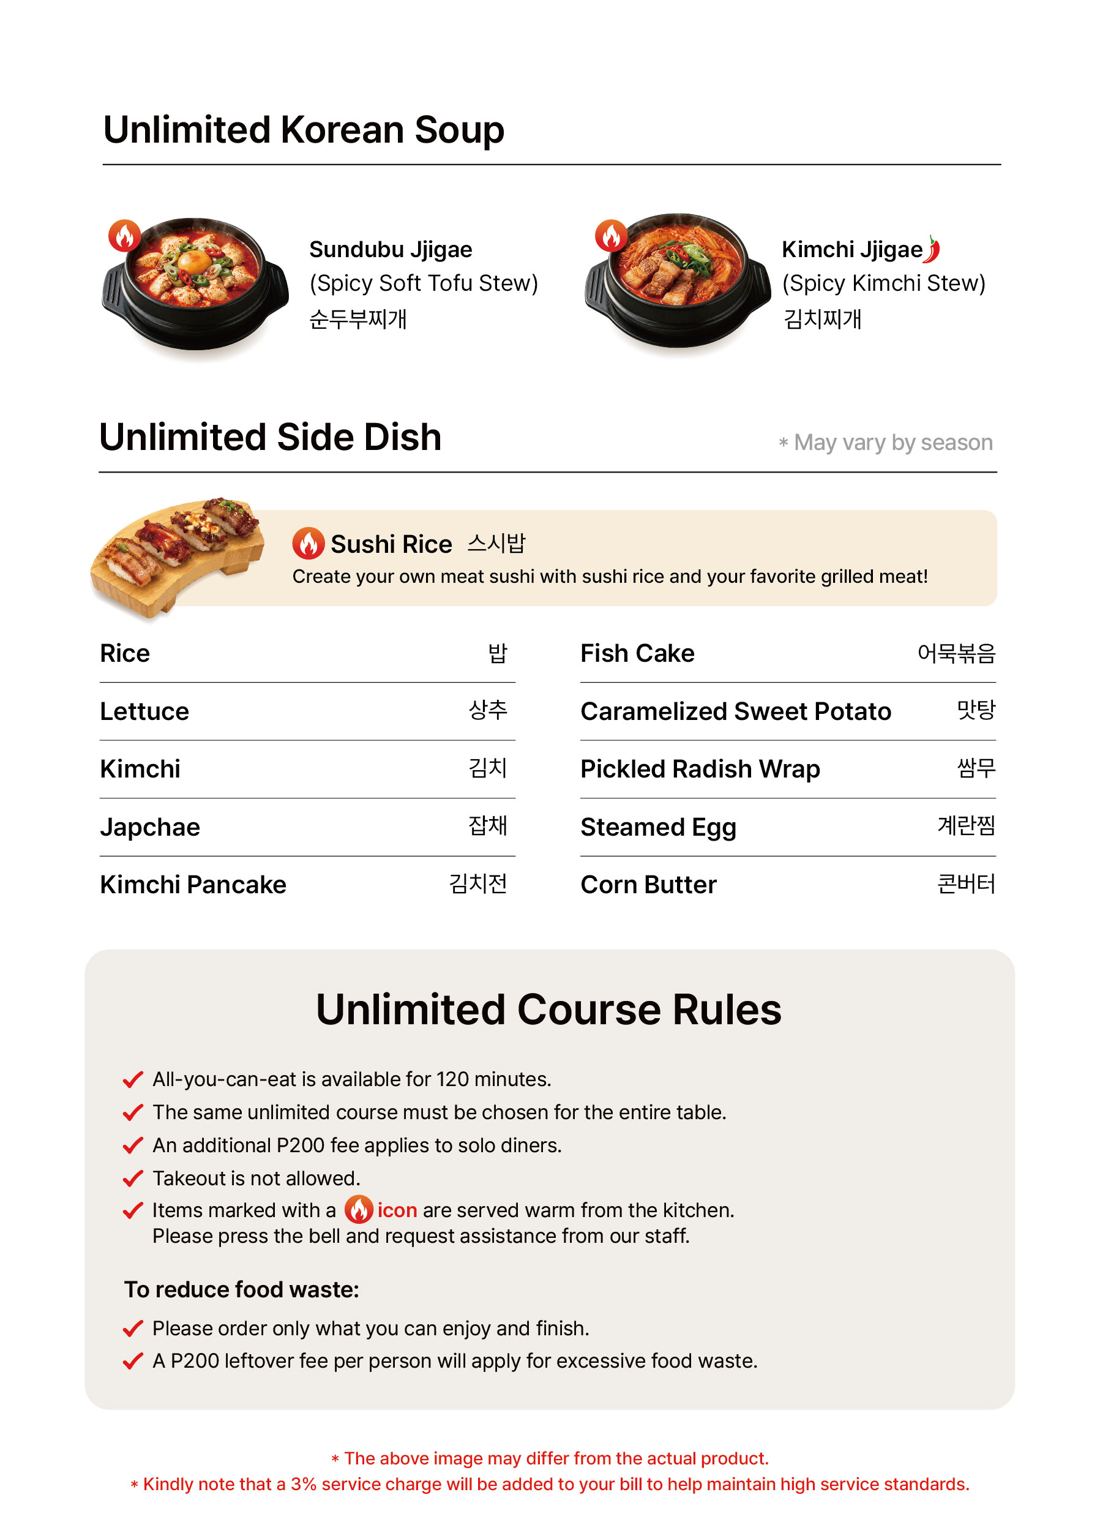 Unlimited Korean Soup
Sundubu Jjigae
(Spicy Soft Tofu Stew)
순두부찌개
Kimchi Jjigae
(Spicy Kimchi Stew)
김치찌개
Unlimited Side Dish
* May vary by season
Sushi Rice 스시밥
Create your own meat sushi with sushi rice and your favorite grilled meat!
Rice 밥
Lettuce 상추
Kimchi 김치
Japchae 잡채
Kimchi Pancake 김치전
Fish Cake 어묵볶음
Caramelized Sweet Potato 맛탕
Pickled Radish Wrap 쌈무
Steamed Egg 계란찜
Corn Butter 콘버터
Unlimited Course Rules
All-you-can-eat is available for 120 minutes.
The same unlimited course must be chosen for the entire table.
An additional P200 fee applies to solo diners.
Takeout is not allowed.
Items marked with a icon are served warm from the kitchen.
Please press the bell and request assistance from our staff.
To reduce food waste:
Please order only what you can enjoy and finish.
A P200 leftover fee per person will apply for excessive food waste.
* The above image may differ from the actual product.
* Kindly note that a 3% service charge will be added to your bill to help maintain high service standards.